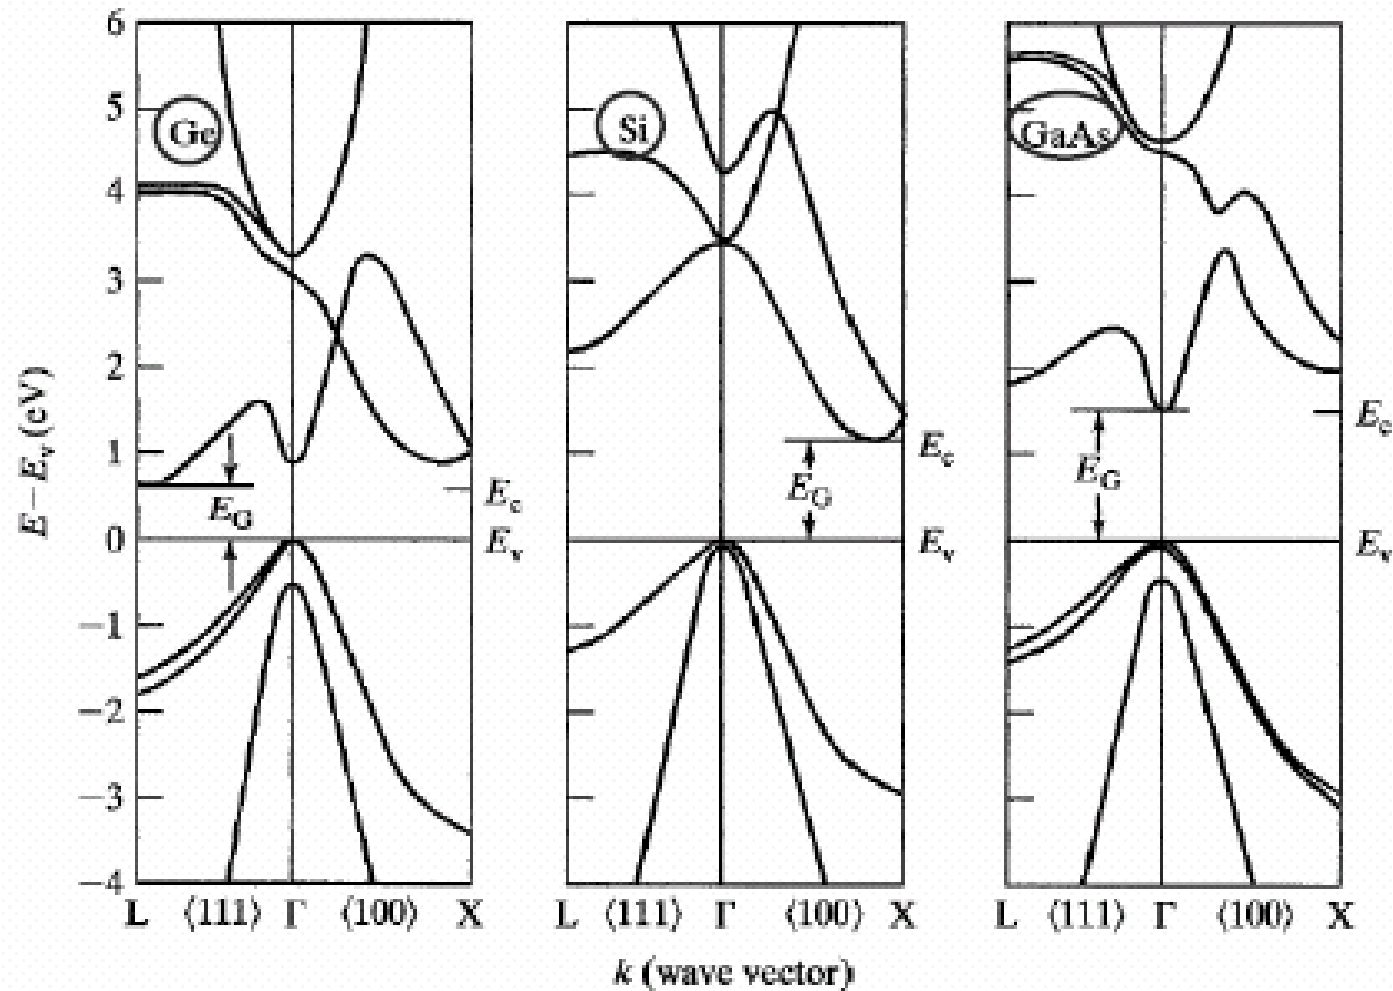 6
5
4
3
2
1
0
−1
−2
−3
−4
E − Ev (eV)
Ge
EG
Ec
Ev
L ⟨111⟩ Γ ⟨100⟩ X
Si
EG
Ec
Ev
L ⟨111⟩ Γ ⟨100⟩ X
GaAs
EG
Ec
Ev
L ⟨111⟩ Γ ⟨100⟩ X
k (wave vector)